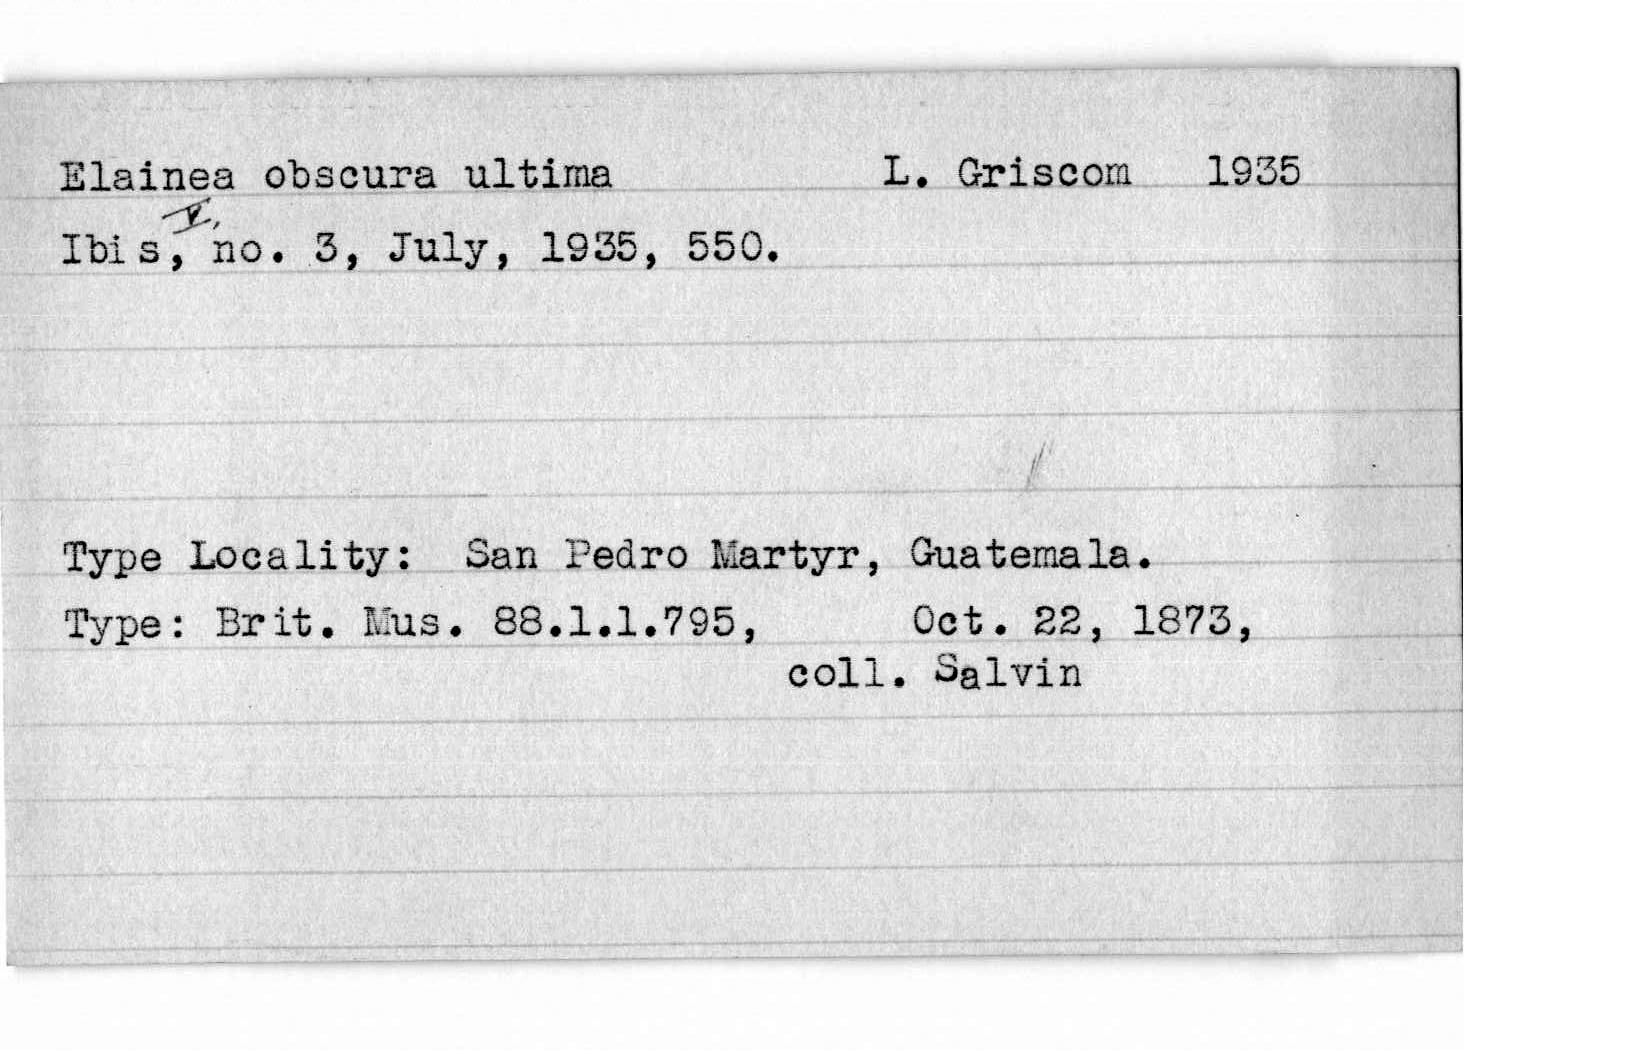 Elainea obscura ultima L. Griscom 1935
Ibis, V, no. 3, July, 1935, 550.
Type Locality: San Pedro Martyr, Guatemala.
Type: Brit. Mus. 88.1.1.795, Oct. 22, 1873,
coll. Salvin